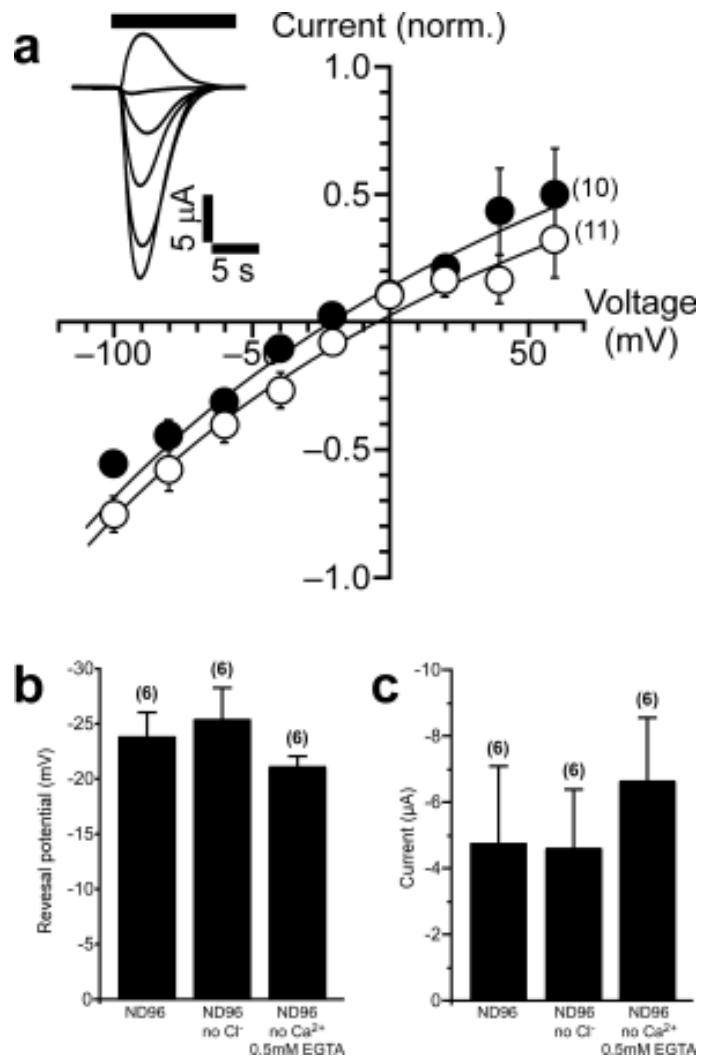 a
Current (norm.)
1.0
0.5
(10)
(11)
5 µA
5 s
Voltage
(mV)
–100
–50
50
–0.5
–1.0
b
-30
-25
-20
-15
-10
-5
0
Revesal potential (mV)
(6)
(6)
(6)
ND96
ND96
no Cl⁻
ND96
no Ca²⁺
0.5mM EGTA
c
-10
-8
-6
-4
-2
0
Current (µA)
(6)
(6)
(6)
ND96
ND96
no Cl⁻
ND96
no Ca²⁺
0.5mM EGTA